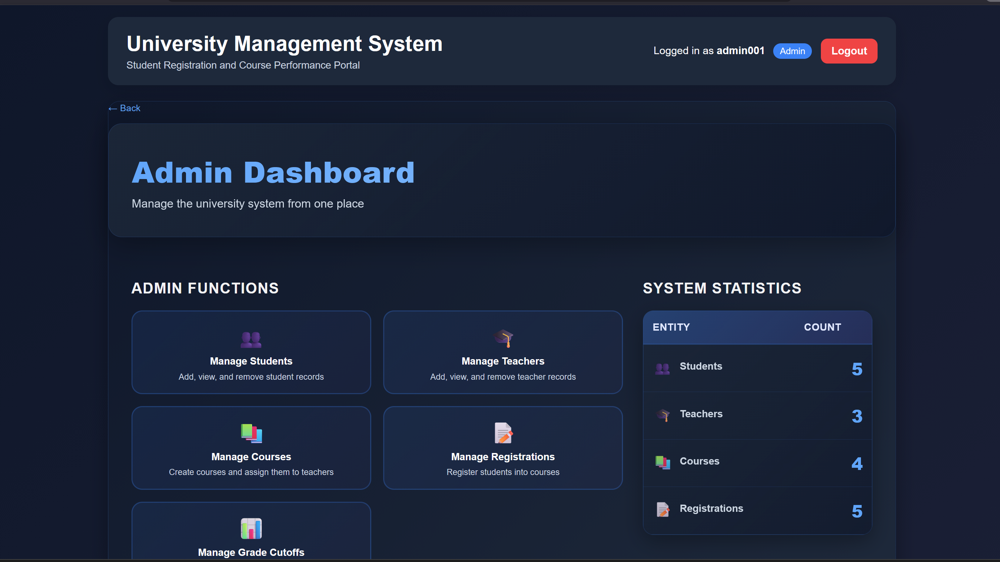 University Management System
Student Registration and Course Performance Portal
Logged in as admin001 Admin Logout
← Back
Admin Dashboard
Manage the university system from one place
ADMIN FUNCTIONS
Manage Students
Add, view, and remove student records
Manage Teachers
Add, view, and remove teacher records
Manage Courses
Create courses and assign them to teachers
Manage Registrations
Register students into courses
Manage Grade Cutoffs
SYSTEM STATISTICS
ENTITY COUNT
Students 5
Teachers 3
Courses 4
Registrations 5